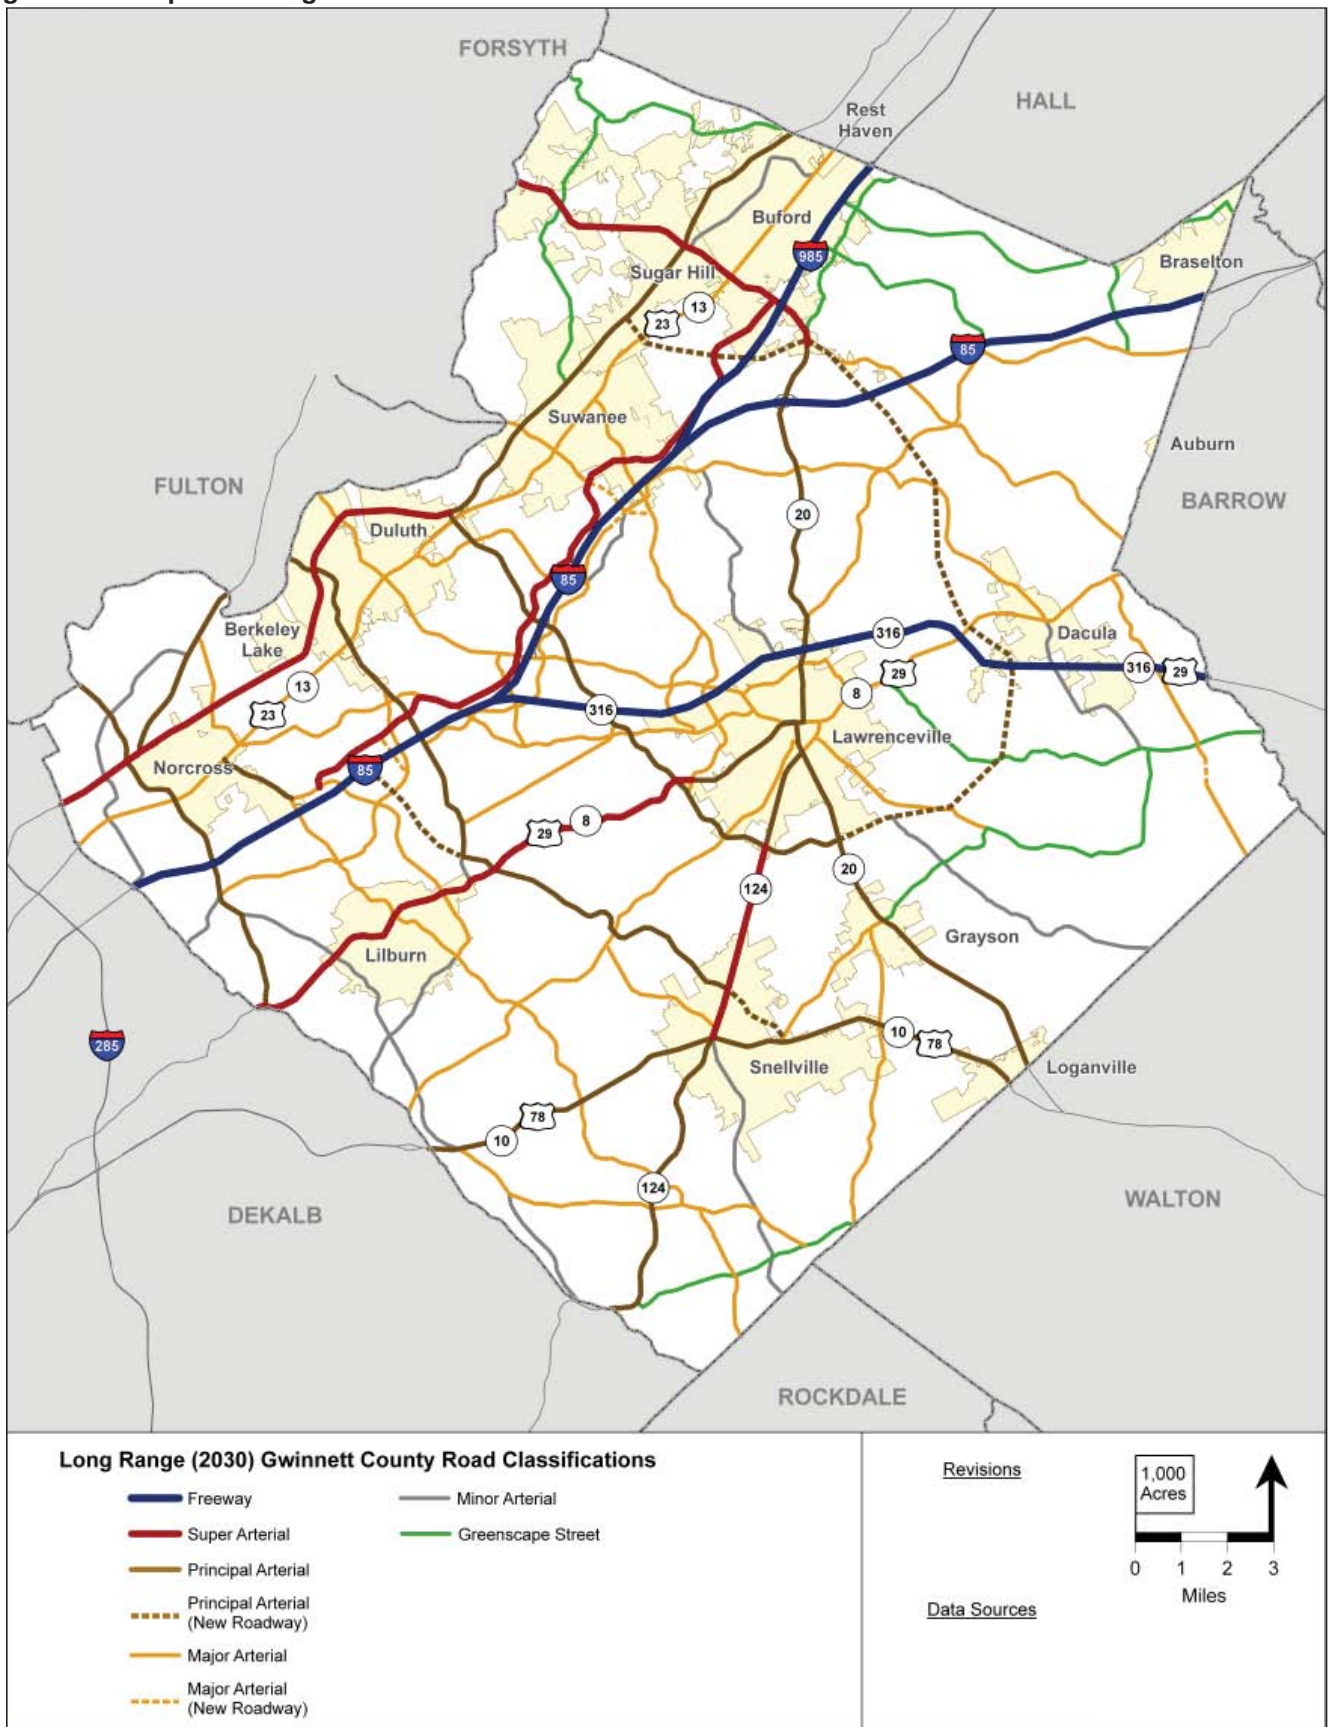 FORSYTH
HALL
Rest
Haven
Buford
985
Braselton
Sugar Hill
13
23
85
Suwanee
Auburn
FULTON
BARROW
20
Duluth
85
Berkeley
Lake
316
Dacula
316
29
29
8
13
23
316
Lawrenceville
Norcross
85
29
8
20
124
Grayson
Lilburn
10
78
285
Snellville
Loganville
78
10
124
DEKALB
WALTON
ROCKDALE
Long Range (2030) Gwinnett County Road Classifications
Freeway
Super Arterial
Principal Arterial
Principal Arterial
(New Roadway)
Major Arterial
Major Arterial
(New Roadway)
Minor Arterial
Greenscape Street
Revisions
Data Sources
1,000
Acres
0 1 2 3
Miles